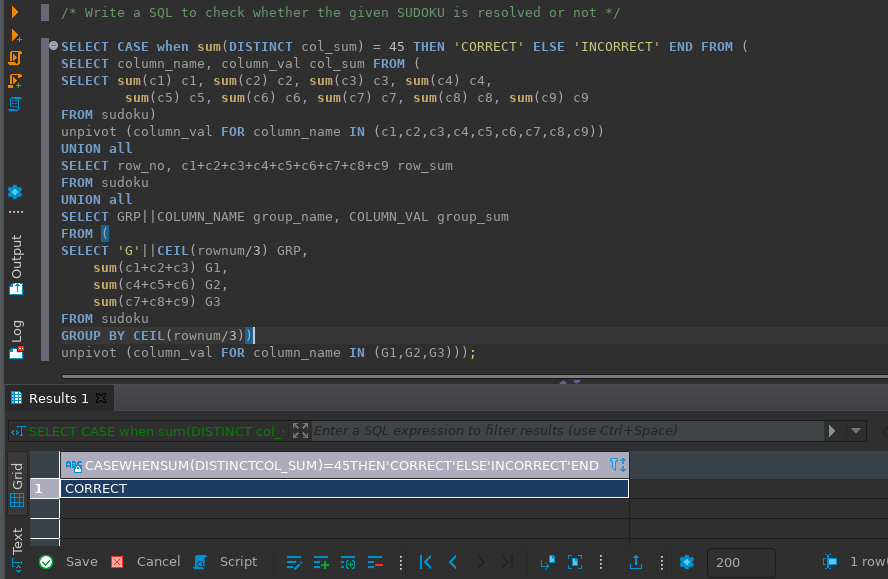 /* Write a SQL to check whether the given SUDOKU is resolved or not */
SELECT CASE when sum(DISTINCT col_sum) = 45 THEN 'CORRECT' ELSE 'INCORRECT' END FROM (
SELECT column_name, column_val col_sum FROM (
SELECT sum(c1) c1, sum(c2) c2, sum(c3) c3, sum(c4) c4,
sum(c5) c5, sum(c6) c6, sum(c7) c7, sum(c8) c8, sum(c9) c9
FROM sudoku)
unpivot (column_val FOR column_name IN (c1,c2,c3,c4,c5,c6,c7,c8,c9))
UNION all
SELECT row_no, c1+c2+c3+c4+c5+c6+c7+c8+c9 row_sum
FROM sudoku
UNION all
SELECT GRP||COLUMN_NAME group_name, COLUMN_VAL group_sum
FROM (
SELECT 'G'||CEIL(rownum/3) GRP,
sum(c1+c2+c3) G1,
sum(c4+c5+c6) G2,
sum(c7+c8+c9) G3
FROM sudoku
GROUP BY CEIL(rownum/3))
unpivot (column_val FOR column_name IN (G1,G2,G3)));
Output
Log
Results 1
SELECT CASE when sum(DISTINCT col_
Enter a SQL expression to filter results (use Ctrl+Space)
Grid
Text
CASEWHENSUM(DISTINCTCOL_SUM)=45THEN'CORRECT'ELSE'INCORRECT'END
1 CORRECT
Save Cancel Script 200 1 row